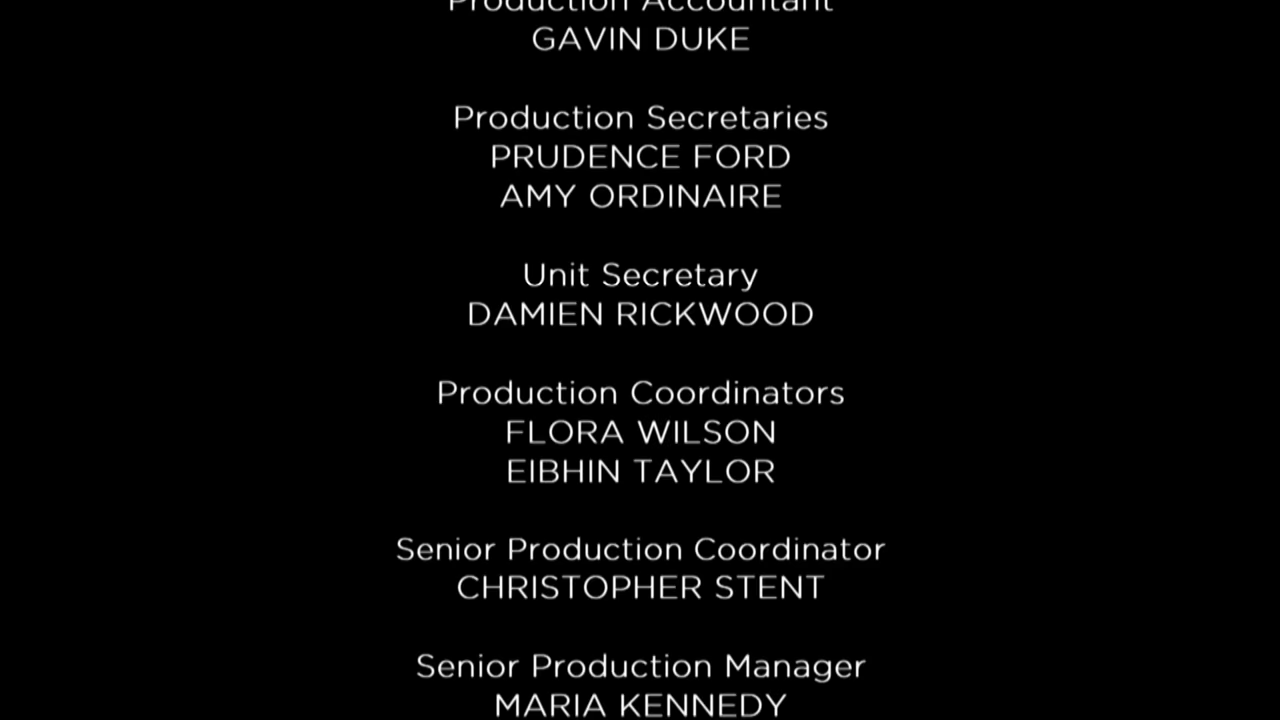 Production Accountant
GAVIN DUKE
Production Secretaries
PRUDENCE FORD
AMY ORDINAIRE
Unit Secretary
DAMIEN RICKWOOD
Production Coordinators
FLORA WILSON
EIBHIN TAYLOR
Senior Production Coordinator
CHRISTOPHER STENT
Senior Production Manager
MARIA KENNEDY